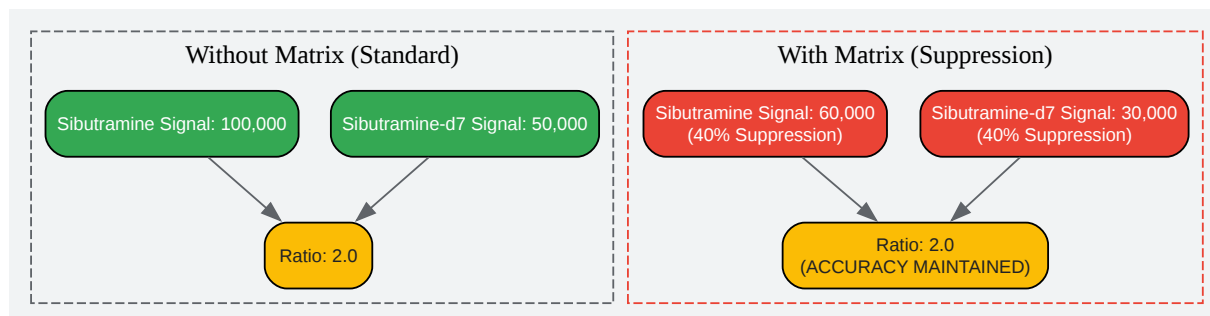 Without Matrix (Standard)
Sibutramine Signal: 100,000
Sibutramine-d7 Signal: 50,000
Ratio: 2.0
With Matrix (Suppression)
Sibutramine Signal: 60,000
(40% Suppression)
Sibutramine-d7 Signal: 30,000
(40% Suppression)
Ratio: 2.0
(ACCURACY MAINTAINED)